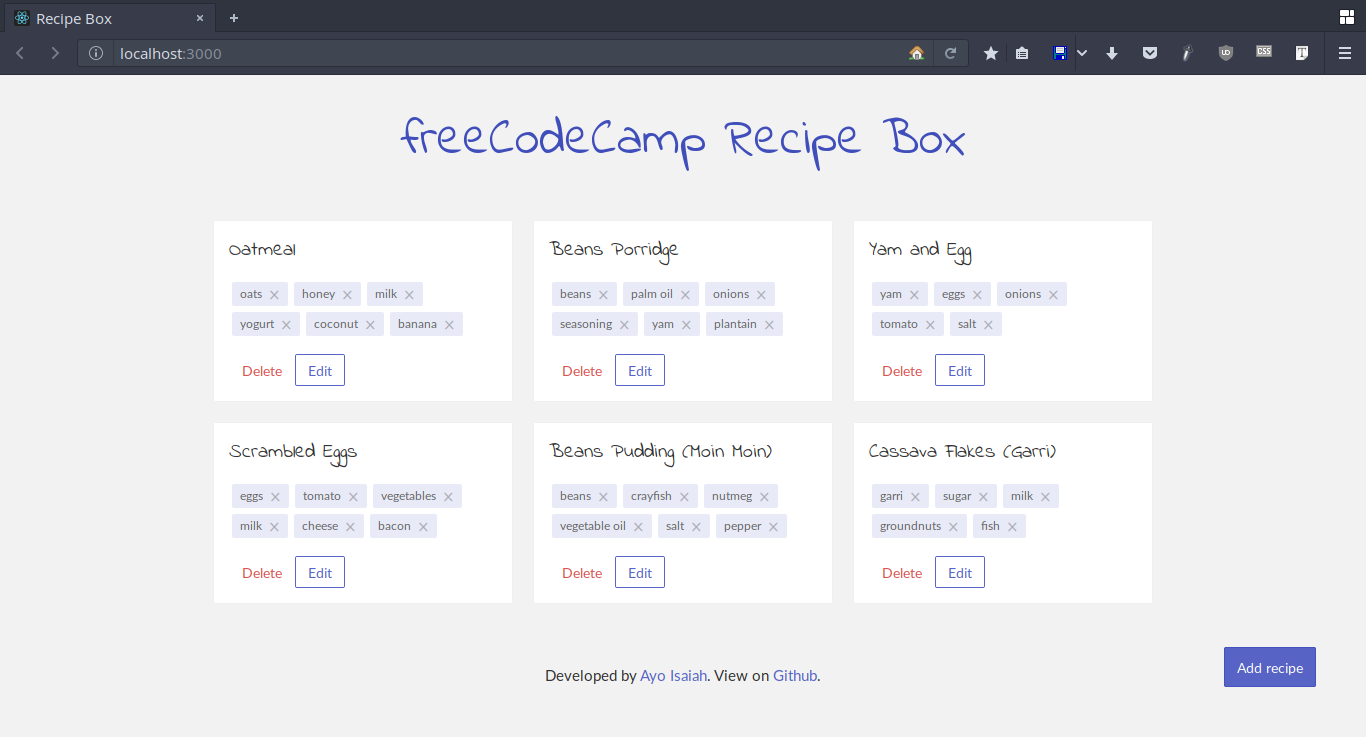 Recipe Box
localhost:3000
CSS
freeCodeCamp Recipe Box
Oatmeal
oats honey milk
yogurt coconut banana
Delete Edit
Beans Porridge
beans palm oil onions
seasoning yam plantain
Delete Edit
Yam and Egg
yam eggs onions
tomato salt
Delete Edit
Scrambled Eggs
eggs tomato vegetables
milk cheese bacon
Delete Edit
Beans Pudding (Moin Moin)
beans crayfish nutmeg
vegetable oil salt pepper
Delete Edit
Cassava Flakes (Garri)
garri sugar milk
groundnuts fish
Delete Edit
Developed by Ayo Isaiah. View on Github.
Add recipe